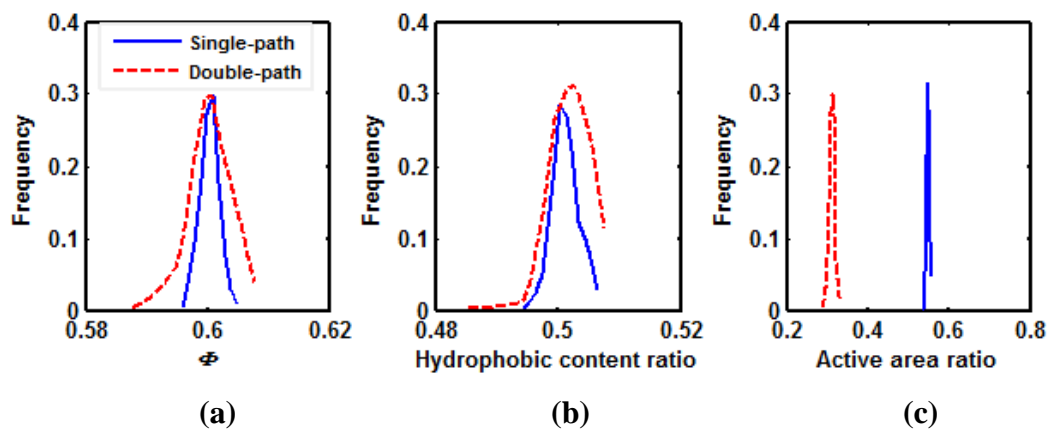 0.4
0.3
0.2
0.1
0
Frequency
Single-path
Double-path
0.58
0.6
0.62
Φ
(a)
0.4
0.3
0.2
0.1
0
Frequency
0.48
0.5
0.52
Hydrophobic content ratio
(b)
0.4
0.3
0.2
0.1
0
Frequency
0.2
0.4
0.6
0.8
Active area ratio
(c)